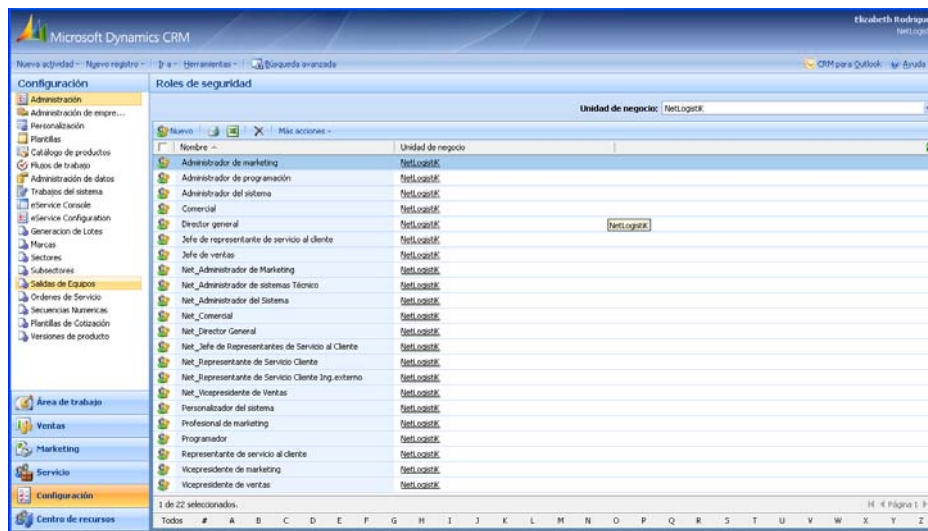 Elizabeth Rodrigue
NetLogist
Microsoft Dynamics CRM
Nueva actividad Nuevo registro Ir a Herramientas Búsqueda avanzada CRM para Outlook Ayuda
Configuración
Roles de seguridad
Unidad de negocio: NetLogistiK
Administración
Administración de empre...
Personalización
Plantillas
Catálogo de productos
Flujos de trabajo
Administración de datos
Trabajos del sistema
eService Console
eService Configuration
Generacion de Lotes
Marcas
Sectores
Subsectores
Salidas de Equipos
Ordenes de Servicio
Secuencias Numericas
Plantillas de Cotización
Versiones de producto
Área de trabajo
Ventas
Marketing
Servicio
Configuración
Centro de recursos
Nuevo Más acciones
Nombre Unidad de negocio
Administrador de marketing NetLogistiK
Administrador de programación NetLogistiK
Administrador del sistema NetLogistiK
Comercial NetLogistiK
Director general NetLogistiK NetLogistiK
Jefe de representante de servicio al cliente NetLogistiK
Jefe de ventas NetLogistiK
Net_Administrador de Marketing NetLogistiK
Net_Administrador de sistemas Técnico NetLogistiK
Net_Administrador del Sistema NetLogistiK
Net_Comercial NetLogistiK
Net_Director General NetLogistiK
Net_Jefe de Representantes de Servicio al Cliente NetLogistiK
Net_Representante de Servicio Cliente NetLogistiK
Net_Representante de Servicio Cliente Ing.externo NetLogistiK
Net_Vicepresidente de Ventas NetLogistiK
Personalizador del sistema NetLogistiK
Profesional de marketing NetLogistiK
Programador NetLogistiK
Representante de servicio al cliente NetLogistiK
Vicepresidente de marketing NetLogistiK
Vicepresidente de ventas NetLogistiK
1 de 22 seleccionados. Página 1
Todos # A B C D E F G H I J K L M N O P Q R S T U V W X Y Z